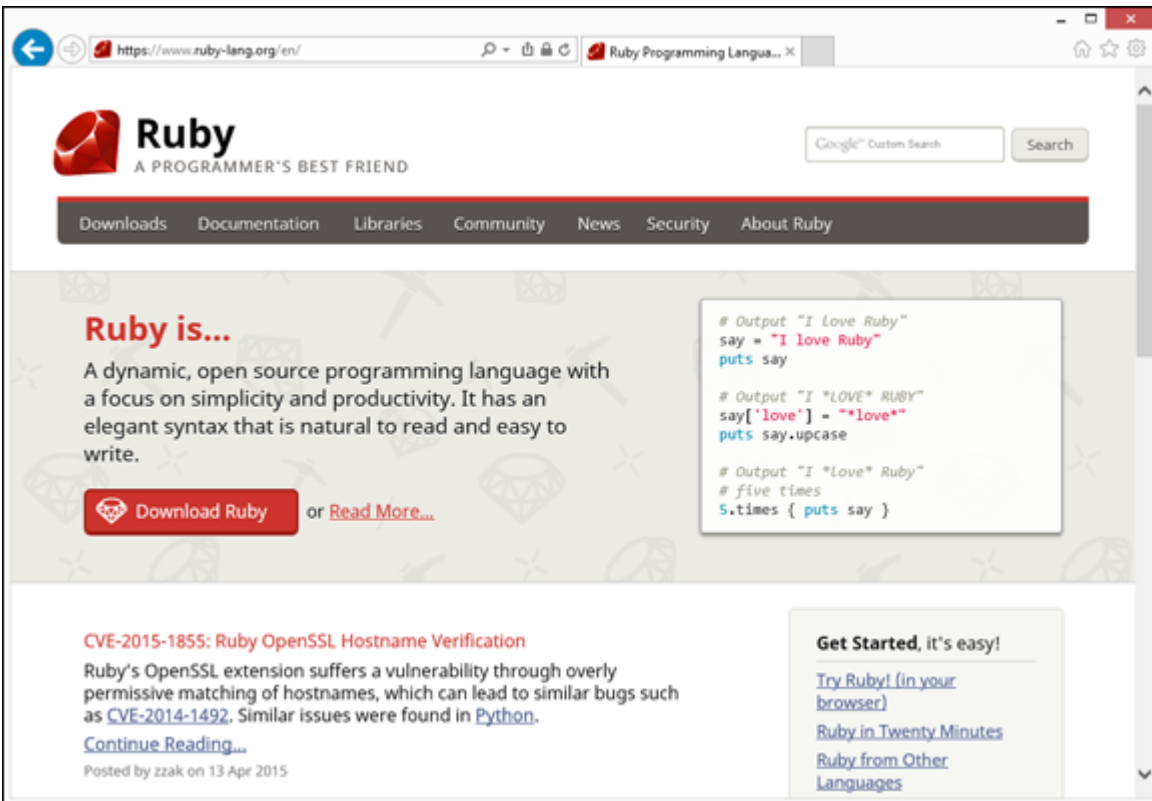 https://www.ruby-lang.org/en/
Ruby Programming Langua...
Ruby
A PROGRAMMER'S BEST FRIEND
Google™ Custom Search
Search
Downloads Documentation Libraries Community News Security About Ruby
Ruby is...
A dynamic, open source programming language with
a focus on simplicity and productivity. It has an
elegant syntax that is natural to read and easy to
write.
Download Ruby or Read More...
# Output "I Love Ruby"
say = "I love Ruby"
puts say
# Output "I *LOVE* RUBY"
say['love'] = "*love*"
puts say.upcase
# Output "I *Love* Ruby"
# five times
5.times { puts say }
CVE-2015-1855: Ruby OpenSSL Hostname Verification
Ruby's OpenSSL extension suffers a vulnerability through overly
permissive matching of hostnames, which can lead to similar bugs such
as CVE-2014-1492. Similar issues were found in Python.
Continue Reading...
Posted by zzak on 13 Apr 2015
Get Started, it's easy!
Try Ruby! (in your
browser)
Ruby in Twenty Minutes
Ruby from Other
Languages